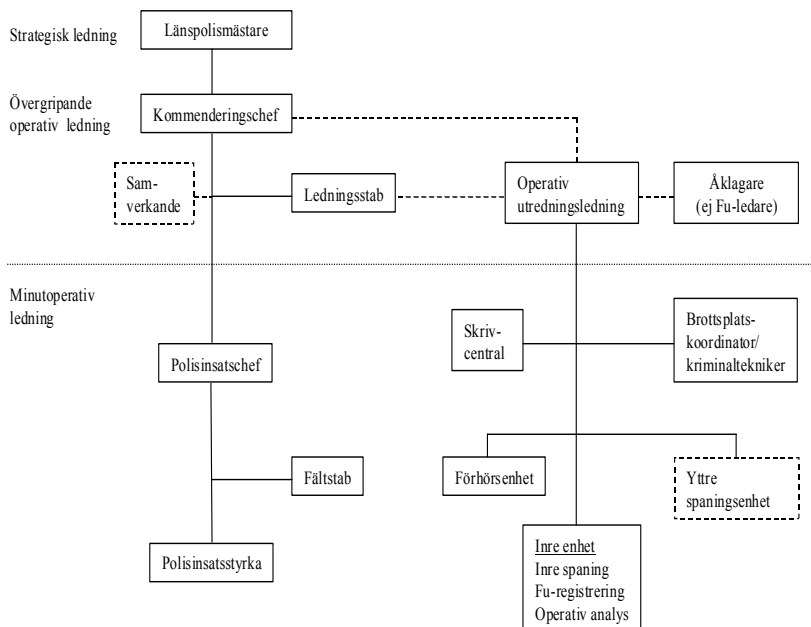 Strategisk ledning
Länspolismästare
Övergripande
operativ ledning
Kommenderingschef
Sam-
verkande
Ledningsstab
Operativ
utredningsledning
Åklagare
(ej Fu-ledare)
Minutoperativ
ledning
Skriv-
central
Brottsplats-
koordinator/
kriminaltekniker
Polisinsatschef
Fältstab
Förhörsenhet
Yttre
spaningsenhet
Polisinsatsstyrka
Inre enhet
Inre spaning
Fu-registrering
Operativ analys